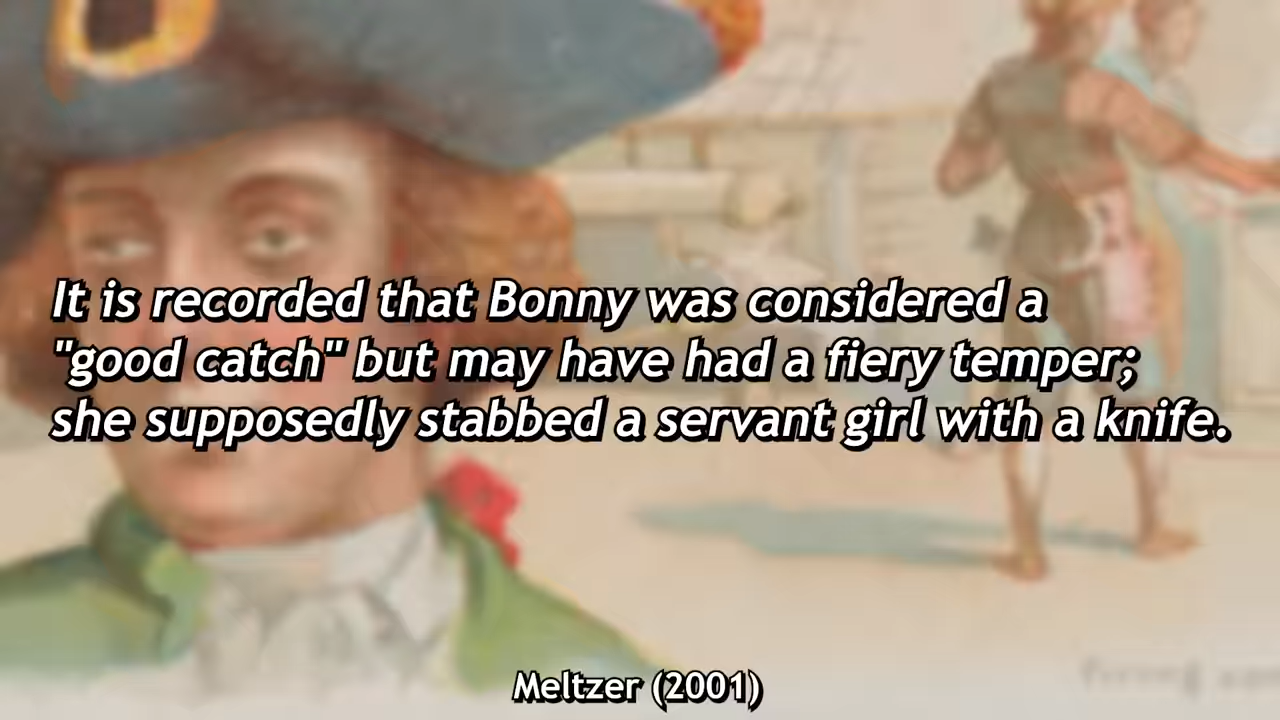 It is recorded that Bonny was considered a
"good catch" but may have had a fiery temper;
she supposedly stabbed a servant girl with a knife.
Meltzer (2001)